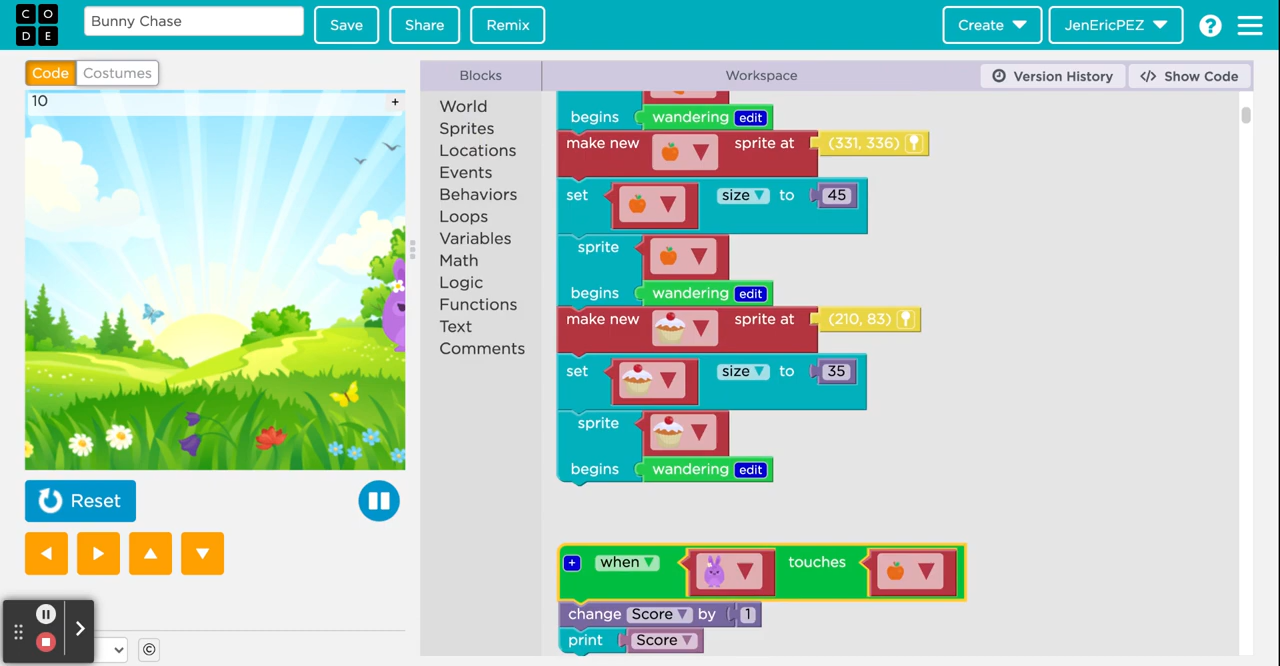 C O
D E
Bunny Chase
Save
Share
Remix
Create
JenEricPEZ
?
Code
Costumes
Blocks
Workspace
Version History
</> Show Code
10
+
World
Sprites
Locations
Events
Behaviors
Loops
Variables
Math
Logic
Functions
Text
Comments
begins wandering edit
make new sprite at (331, 336)
set size to 45
sprite
begins wandering edit
make new sprite at (210, 83)
set size to 35
sprite
begins wandering edit
+ when touches
change Score by 1
print Score
Reset
©